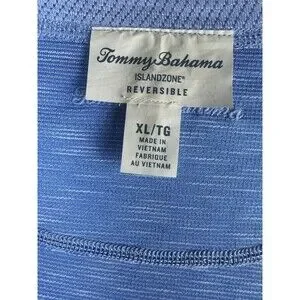 Tommy Bahama
ISLANDZONE®
REVERSIBLE
XL/TG
MADE IN
VIETNAM
FABRIQUE
AU VIETNAM